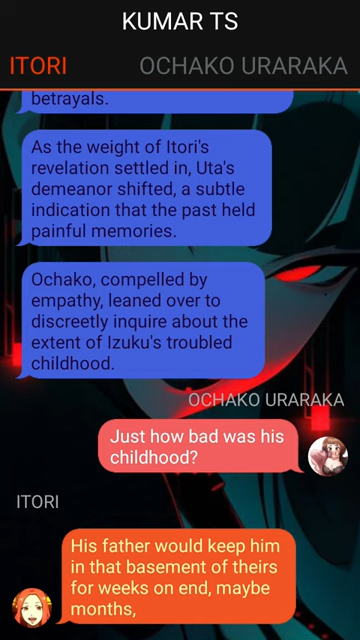 KUMAR TS
ITORI OCHAKO URARAKA
betrayals.
As the weight of Itori's
revelation settled in, Uta's
demeanor shifted, a subtle
indication that the past held
painful memories.
Ochako, compelled by
empathy, leaned over to
discreetly inquire about the
extent of Izuku's troubled
childhood.
OCHAKO URARAKA
Just how bad was his
childhood?
ITORI
His father would keep him
in that basement of theirs
for weeks on end, maybe
months,